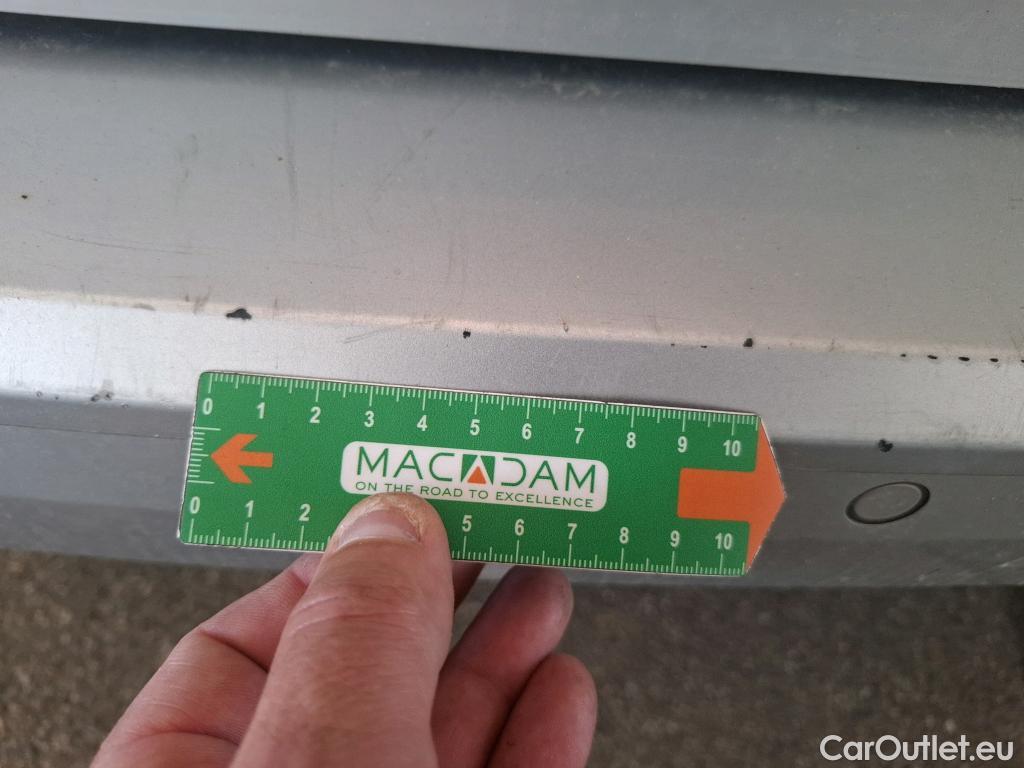 0 1 2 3 4 5 6 7 8 9 10
MACADAM
ON THE ROAD TO EXCELLENCE
0 1 2 5 6 7 8 9 10
CarOutlet.eu